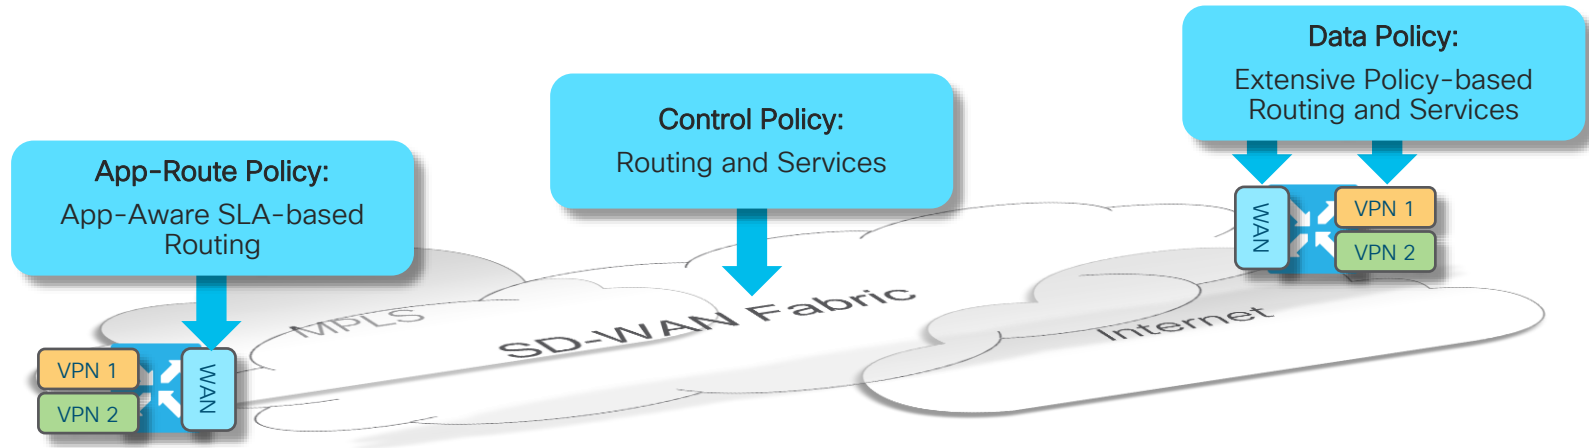 Data Policy:
Extensive Policy-based
Routing and Services
Control Policy:
Routing and Services
App-Route Policy:
App-Aware SLA-based
Routing
WAN
VPN 1
VPN 2
MPLS
SD-WAN Fabric
Internet
VPN 1
VPN 2
WAN